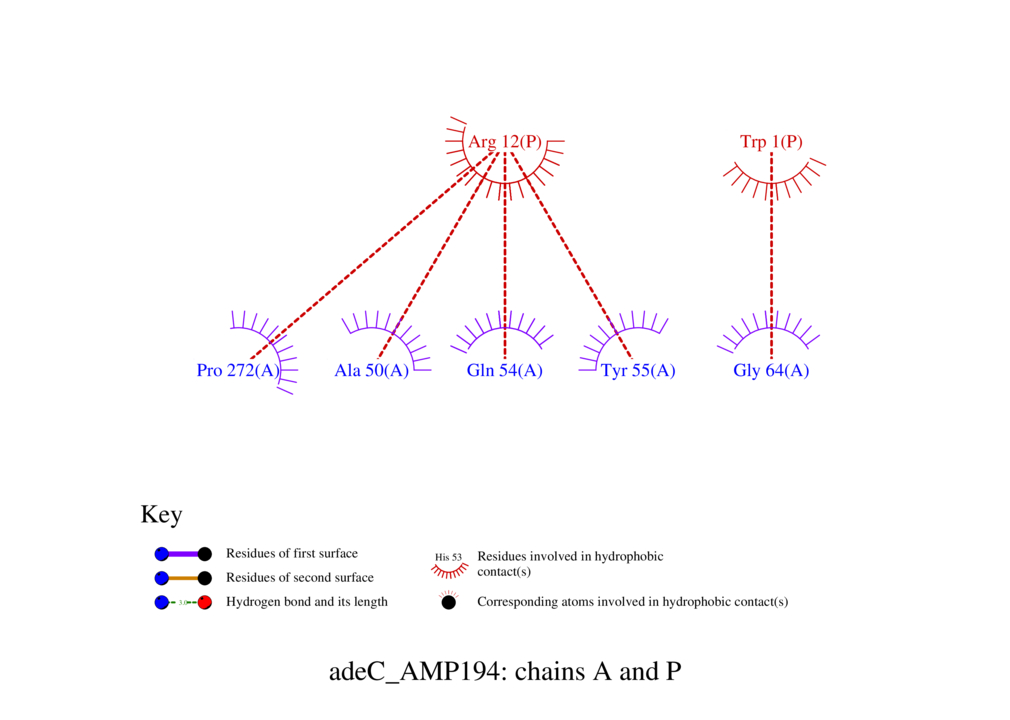 Arg 12(P) Trp 1(P)
Pro 272(A) Ala 50(A) Gln 54(A) Tyr 55(A) Gly 64(A)
Key
Residues of first surface
Residues of second surface
3.0
Hydrogen bond and its length
His 53
Residues involved in hydrophobic
contact(s)
Corresponding atoms involved in hydrophobic contact(s)
adeC_AMP194: chains A and P